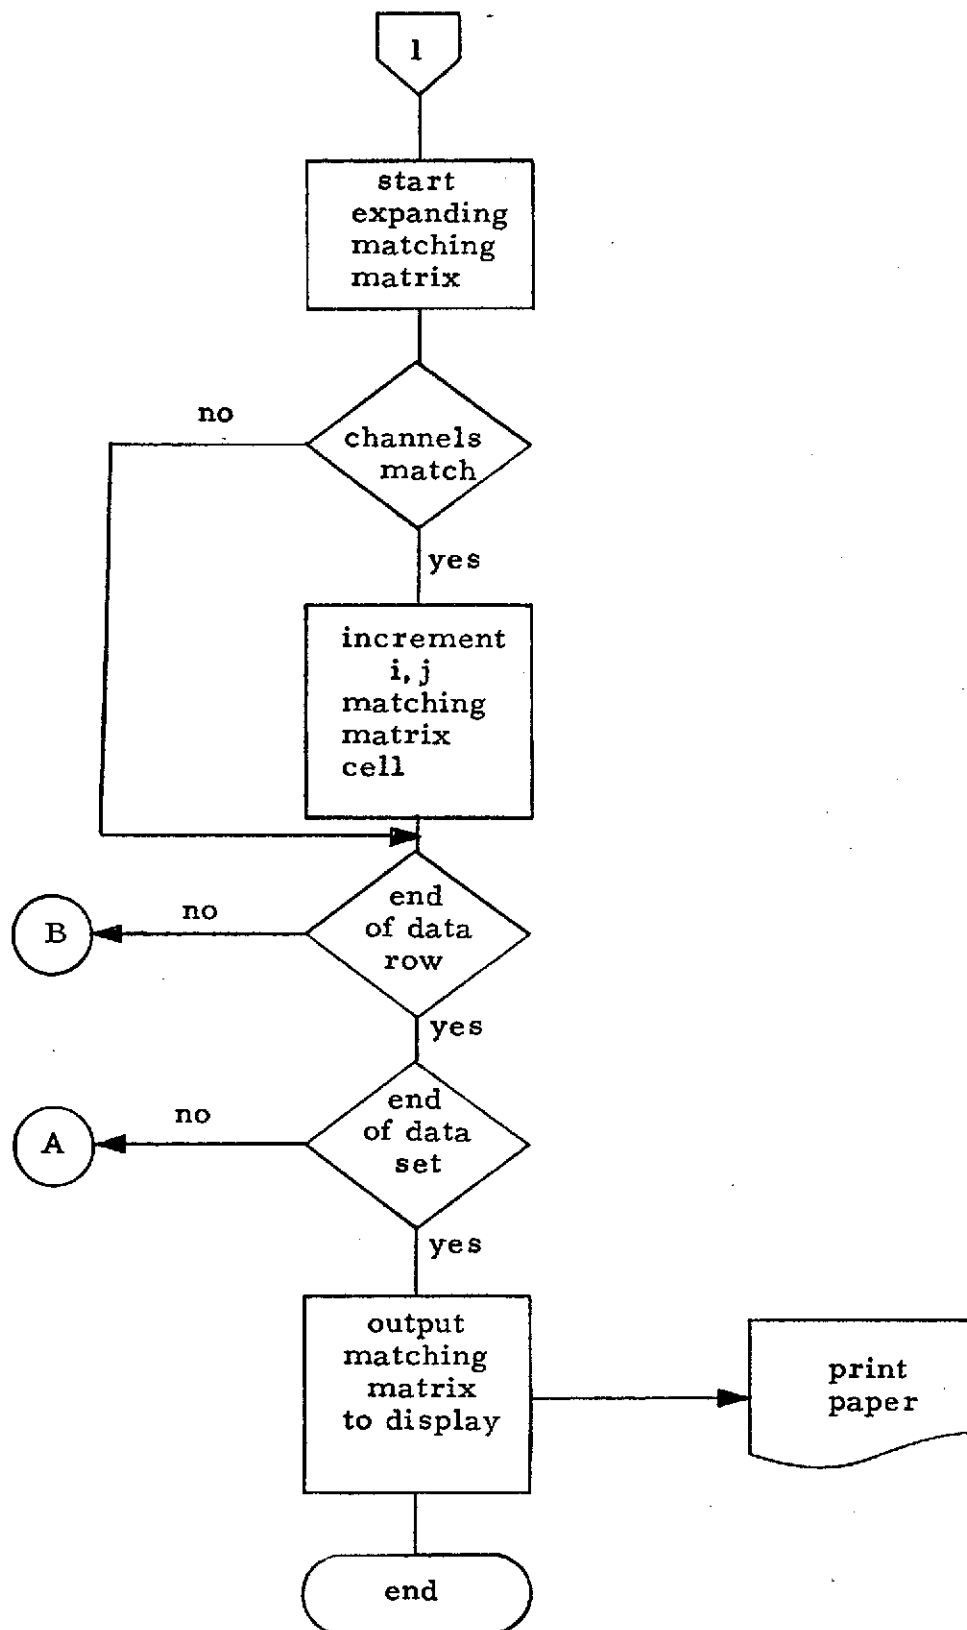 1
start
expanding
matching
matrix
no
channels
match
yes
increment
i, j
matching
matrix
cell
end
of data
row
no
B
yes
end
of data
set
no
A
yes
output
matching
matrix
to display
print
paper
end